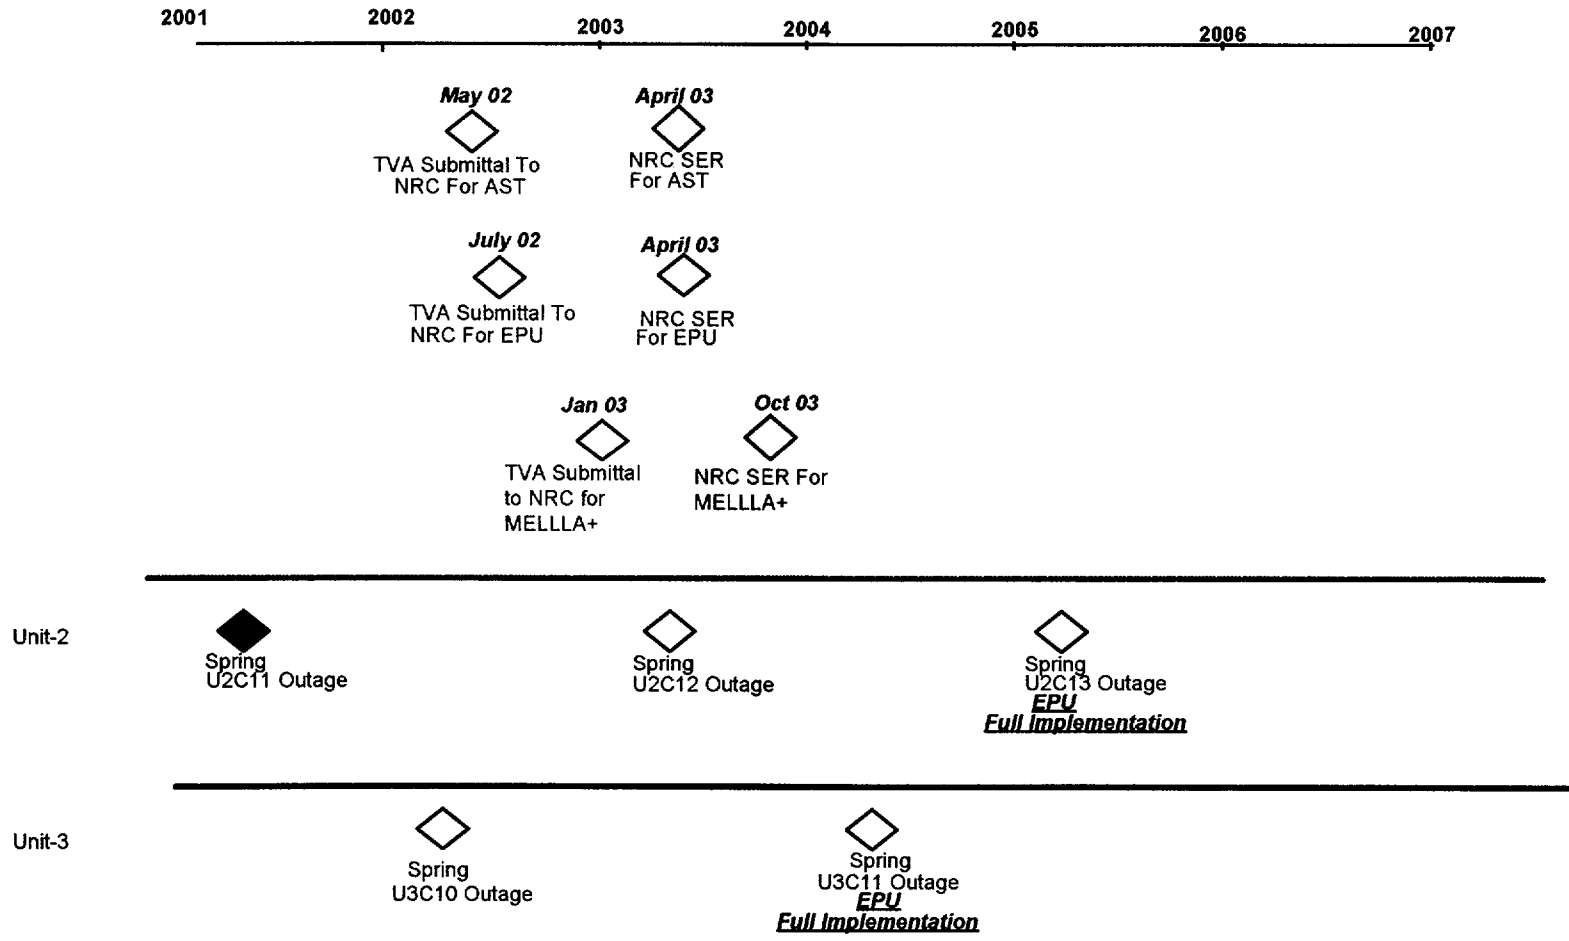 2001 2002 2003 2004 2005 2006 2007
May 02 April 03
TVA Submittal To
NRC For AST
NRC SER
For AST
July 02 April 03
TVA Submittal To
NRC For EPU
NRC SER
For EPU
Jan 03 Oct 03
TVA Submittal
to NRC for
MELLLA+
NRC SER For
MELLLA+
Unit-2
Spring
U2C11 Outage
Spring
U2C12 Outage
Spring
U2C13 Outage
EPU
Full Implementation
Unit-3
Spring
U3C10 Outage
Spring
U3C11 Outage
EPU
Full Implementation